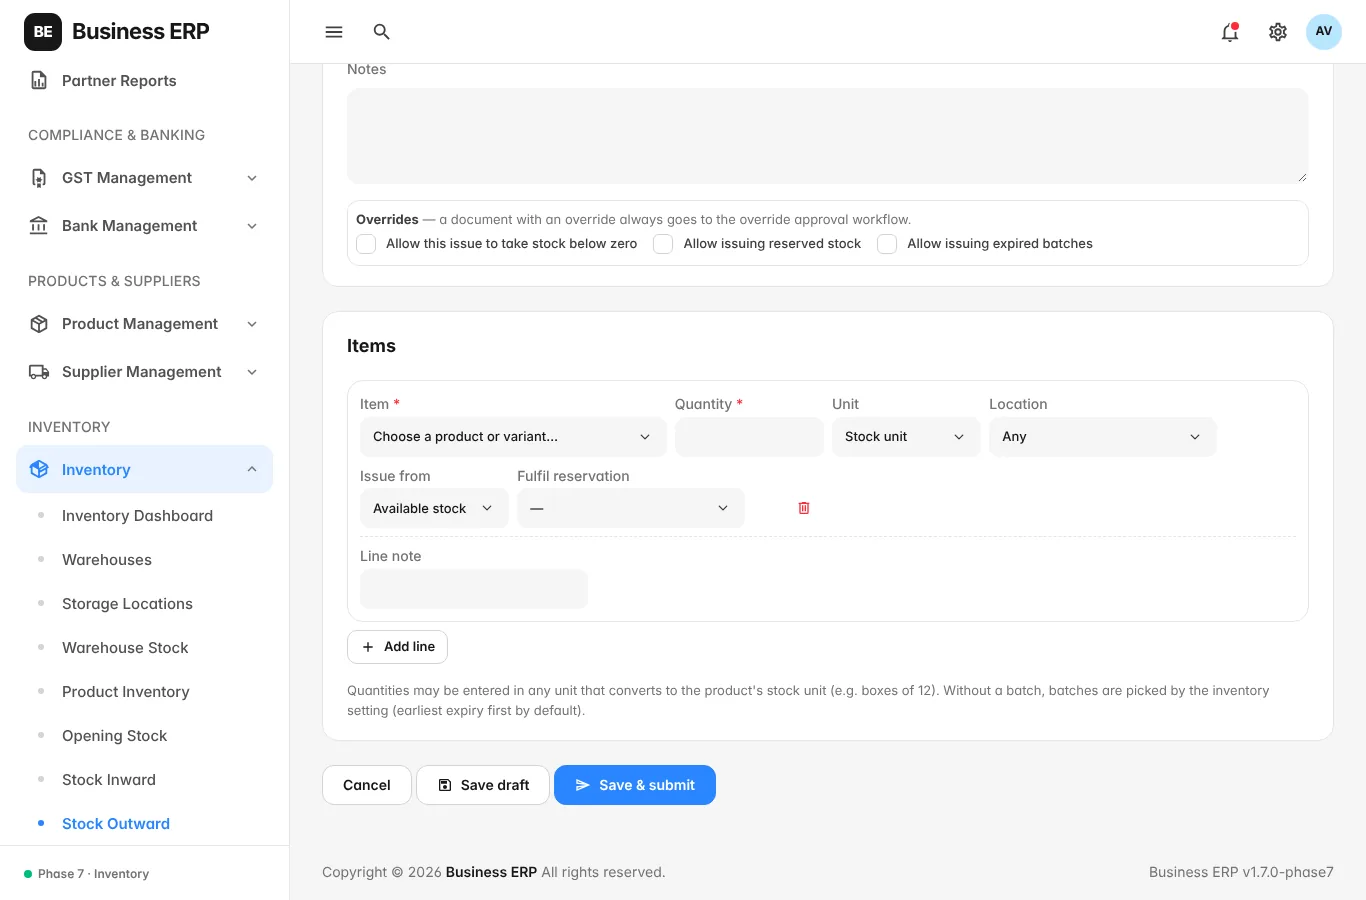 BE Business ERP
AV
Partner Reports
COMPLIANCE & BANKING
GST Management
Bank Management
PRODUCTS & SUPPLIERS
Product Management
Supplier Management
INVENTORY
Inventory
Inventory Dashboard
Warehouses
Storage Locations
Warehouse Stock
Product Inventory
Opening Stock
Stock Inward
Stock Outward
Phase 7 · Inventory
Notes
Overrides — a document with an override always goes to the override approval workflow.
Allow this issue to take stock below zero Allow issuing reserved stock Allow issuing expired batches
Items
Item * Quantity * Unit Location
Choose a product or variant... Stock unit Any
Issue from Fulfil reservation
Available stock —
Line note
Add line
Quantities may be entered in any unit that converts to the product's stock unit (e.g. boxes of 12). Without a batch, batches are picked by the inventory
setting (earliest expiry first by default).
Cancel Save draft Save & submit
Copyright © 2026 Business ERP All rights reserved. Business ERP v1.7.0-phase7